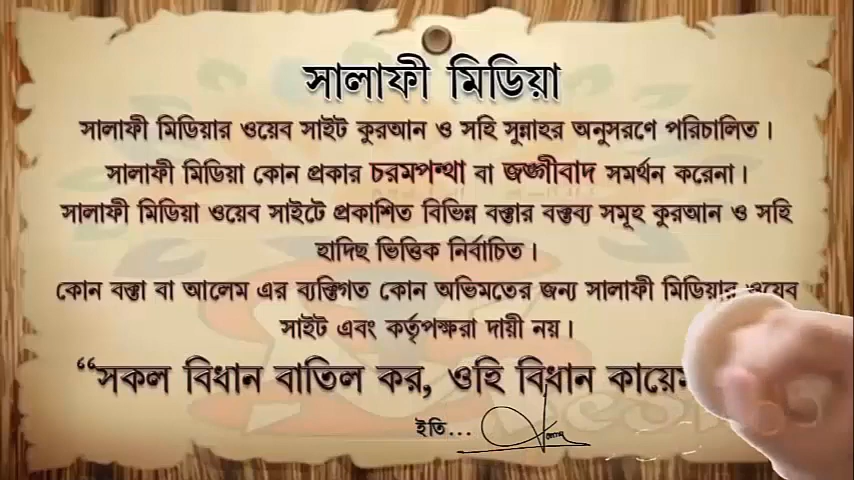 সালাফী মিডিয়া
সালাফী মিডিয়ার ওয়েব সাইট কুরআন ও সহি সুন্নাহর অনুসরণে পরিচালিত।
সালাফী মিডিয়া কোন প্রকার চরমপন্থা বা জঙ্গীবাদ সমর্থন করেনা।
সালাফী মিডিয়া ওয়েব সাইটে প্রকাশিত বিভিন্ন বক্তার বক্তব্য সমূহ কুরআন ও সহি
হাদিছ ভিত্তিক নির্বাচিত।
কোন বক্তা বা আলেম এর ব্যক্তিগত কোন অভিমতের জন্য সালাফী মিডিয়ার ওয়েব
সাইট এবং কর্তৃপক্ষরা দায়ী নয়।
“সকল বিধান বাতিল কর, ওহি বিধান
ইতি...